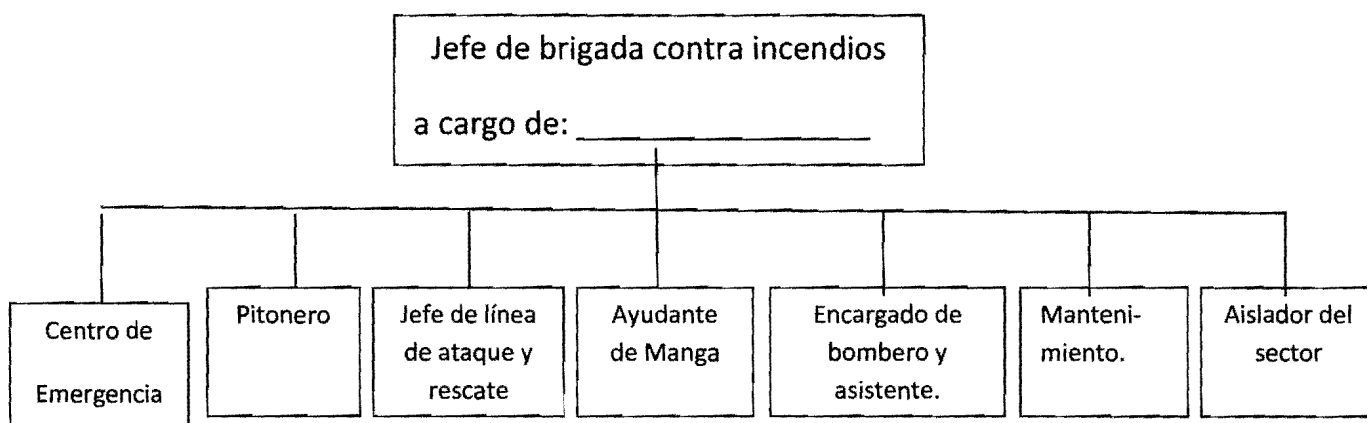 Jefe de brigada contra incendios
a cargo de: ____________________
Centro de
Emergencia
Pitonero
Jefe de línea
de ataque y
rescate
Ayudante
de Manga
Encargado de
bombero y
asistente.
Manteni-
miento.
Aislador del
sector